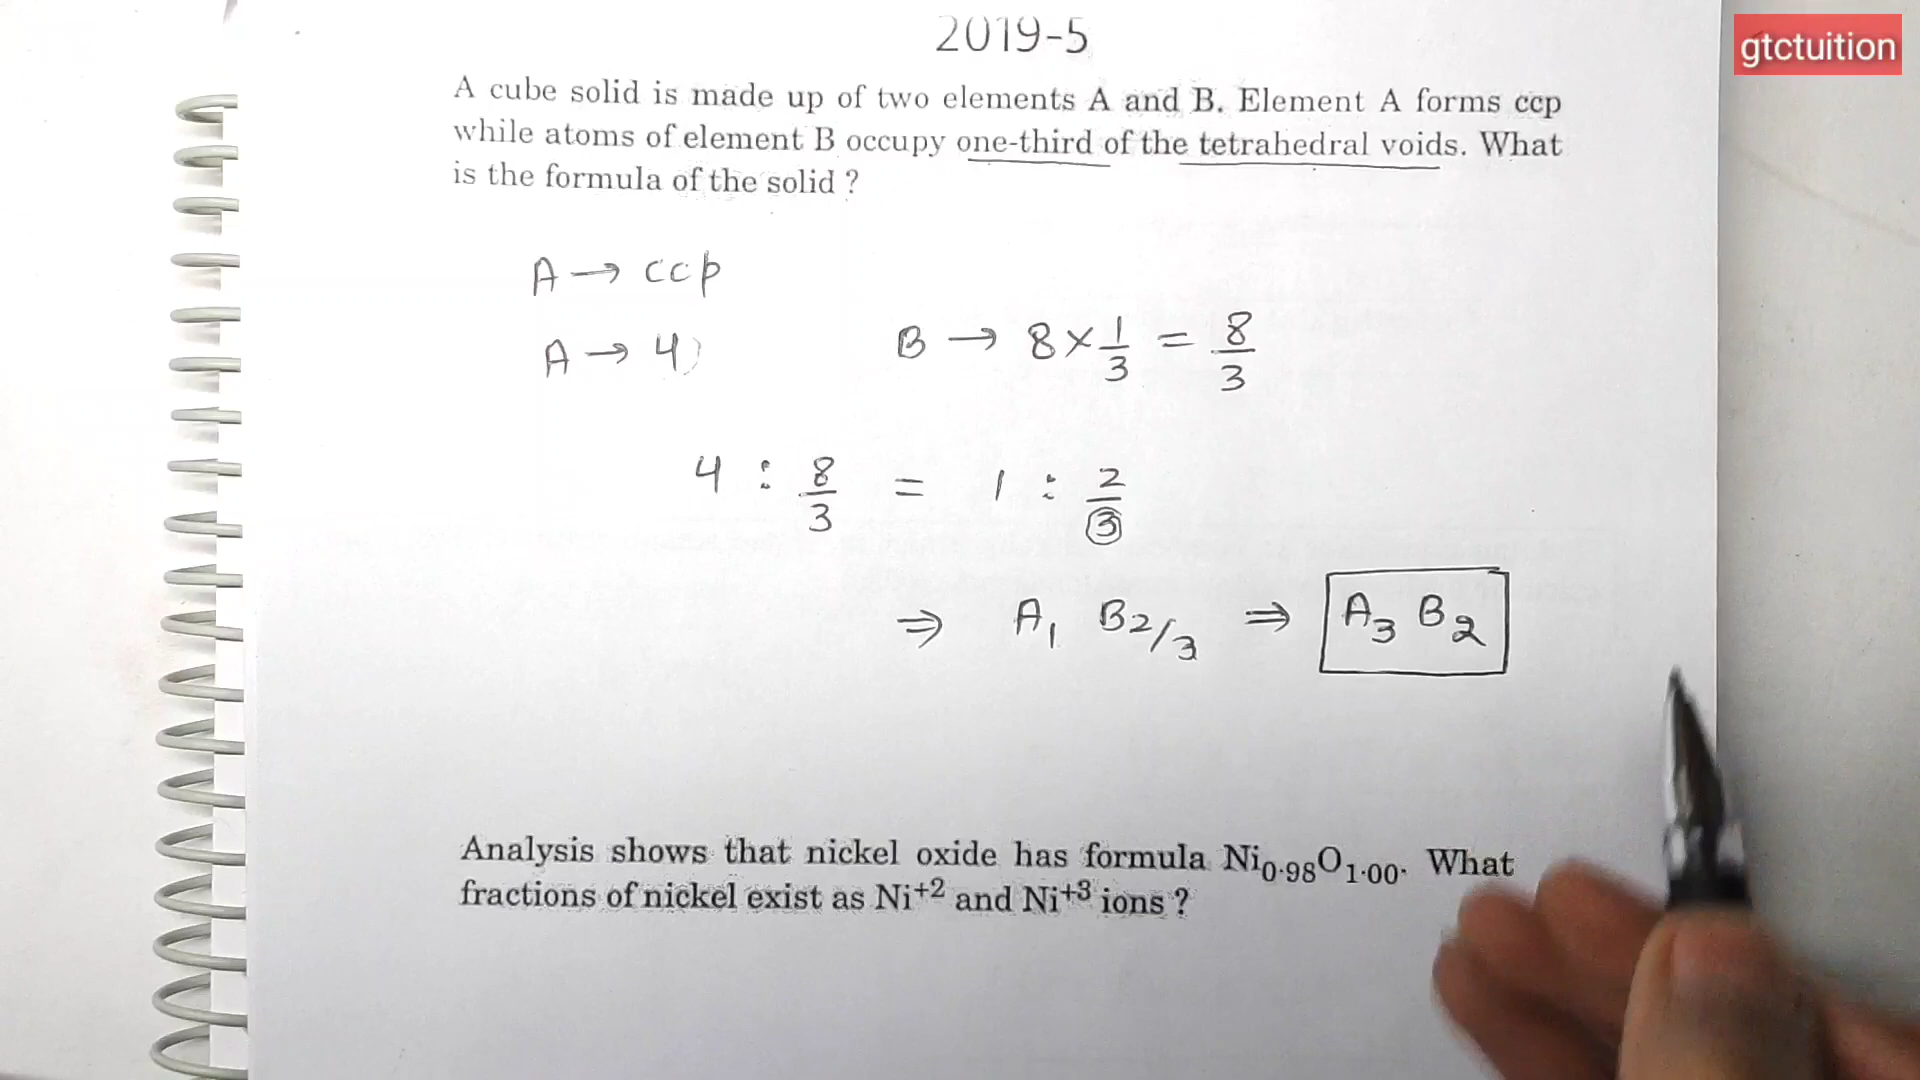 2019-5
gtctuition
A cube solid is made up of two elements A and B. Element A forms ccp
while atoms of element B occupy one-third of the tetrahedral voids. What
is the formula of the solid ?
A → ccp
A → 4 B → 8 × 1/3 = 8/3
4 : 8/3 = 1 : 2/3
⇒ A₁ B₂/₃ ⇒ A₃ B₂
Analysis shows that nickel oxide has formula Ni₀·₉₈O₁·₀₀. What
fractions of nickel exist as Ni⁺² and Ni⁺³ ions ?